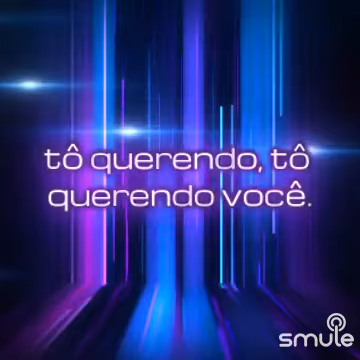 tô querendo, tô
querendo você.
smule